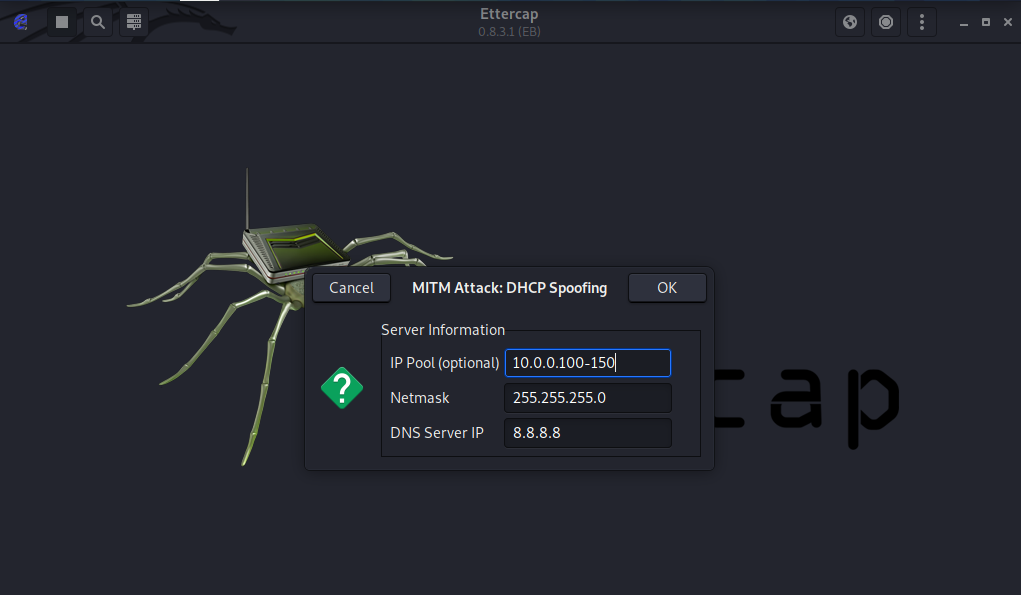 Ettercap
0.8.3.1 (EB)
Cancel
MITM Attack: DHCP Spoofing
OK
Server Information
IP Pool (optional)
10.0.0.100-150
Netmask
255.255.255.0
DNS Server IP
8.8.8.8
cap